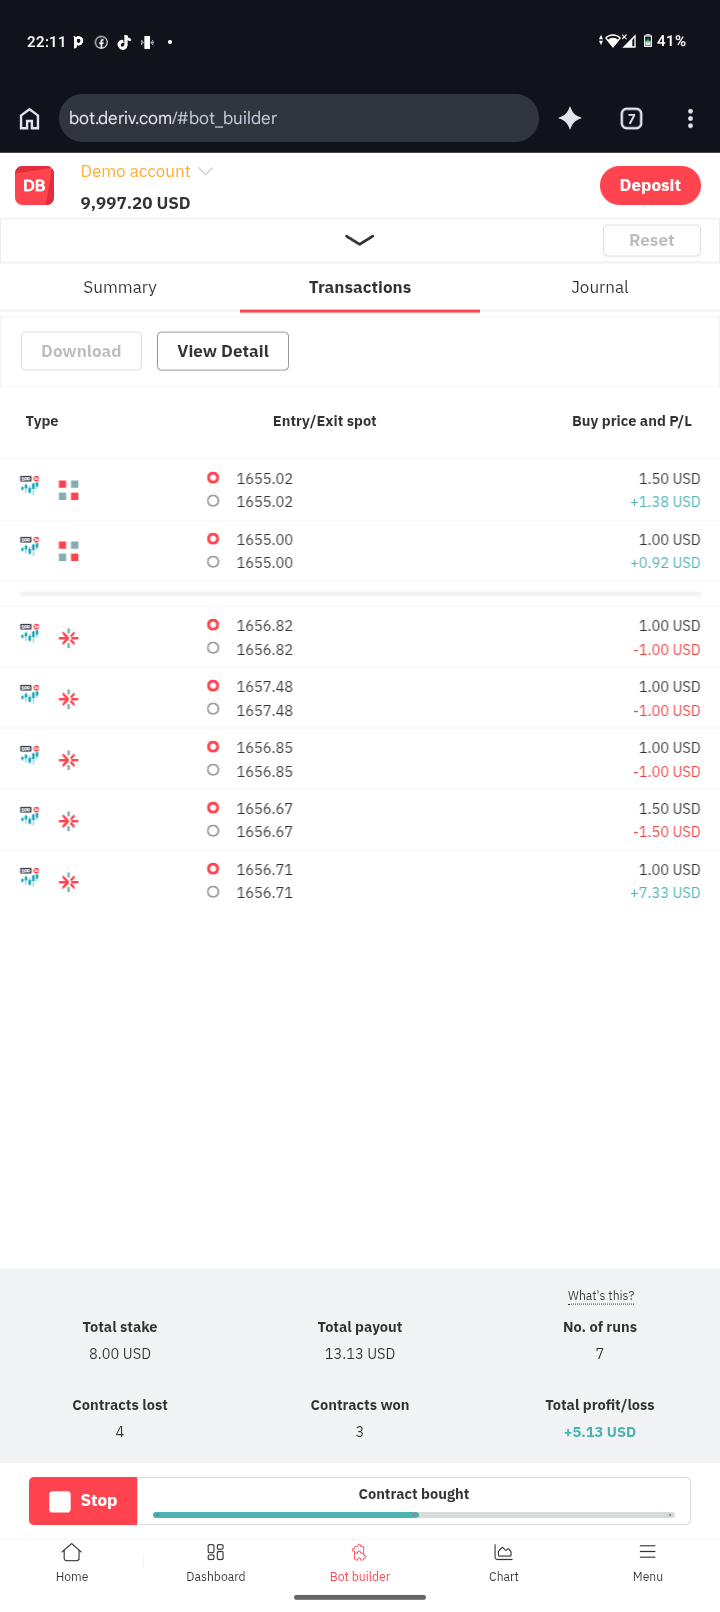 22:11
41%
bot.deriv.com/#bot_builder
7
DB
Demo account
9,997.20 USD
Deposit
Reset
Summary Transactions Journal
Download View Detail
Type Entry/Exit spot Buy price and P/L
1655.02 1.50 USD
1655.02 +1.38 USD
1655.00 1.00 USD
1655.00 +0.92 USD
1656.82 1.00 USD
1656.82 -1.00 USD
1657.48 1.00 USD
1657.48 -1.00 USD
1656.85 1.00 USD
1656.85 -1.00 USD
1656.67 1.50 USD
1656.67 -1.50 USD
1656.71 1.00 USD
1656.71 +7.33 USD
What's this?
Total stake Total payout No. of runs
8.00 USD 13.13 USD 7
Contracts lost Contracts won Total profit/loss
4 3 +5.13 USD
Stop
Contract bought
Home Dashboard Bot builder Chart Menu